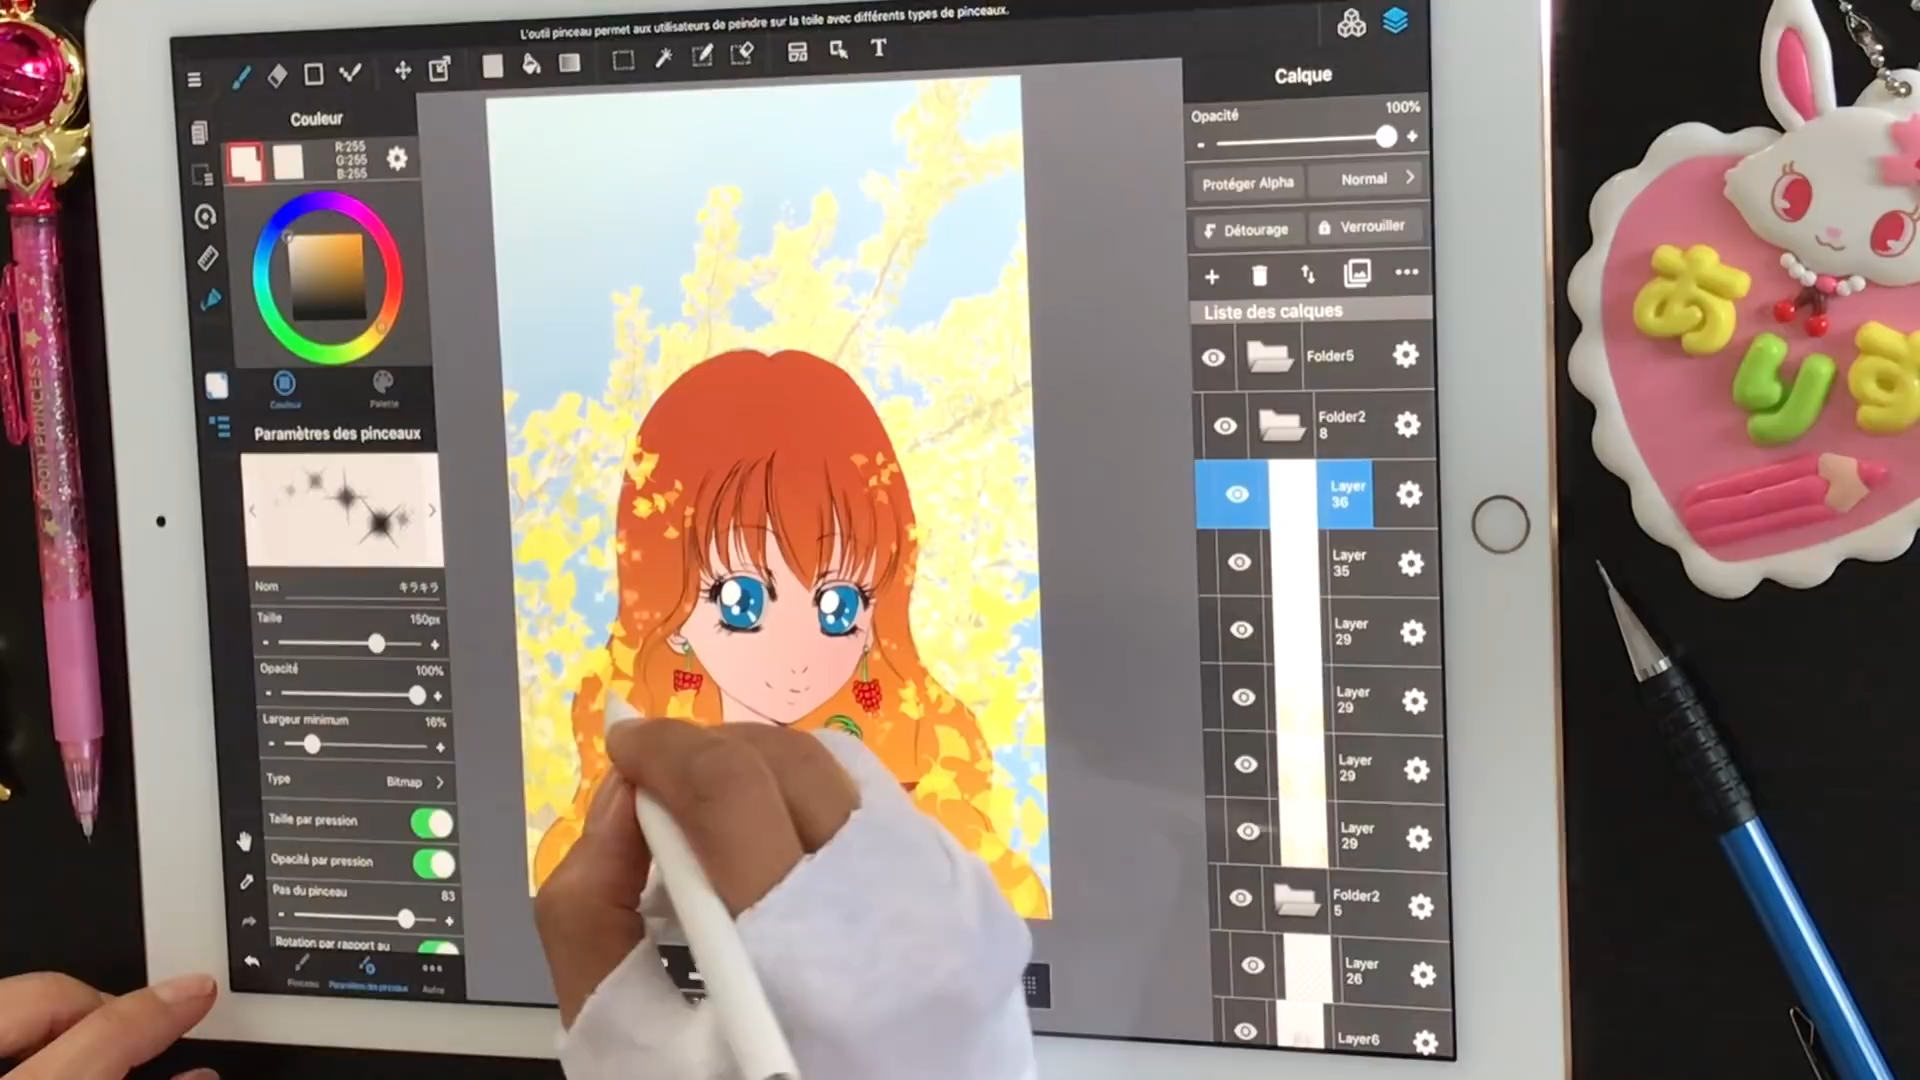 L'outil pinceau permet aux utilisateurs de peindre sur la toile avec différents types de pinceaux.
T
Couleur
R:255
G:255
B:255
Couleur
Palette
Paramètres des pinceaux
Nom キラキラ
Taille 150px
Opacité 100%
Largeur minimum 16%
Type Bitmap
Taille par pression
Opacité par pression
Pas du pinceau 83
Rotation par rapport au
Pinceau
Paramètres des pinceaux
Autre
Calque
Opacité 100%
Protéger Alpha
Normal
Détourage
Verrouiller
Liste des calques
Folder5
Folder2
8
Layer
36
Layer
35
Layer
29
Layer
29
Layer
29
Layer
29
Folder2
5
Layer
26
Layer6
MOON PRINCESS
おりが